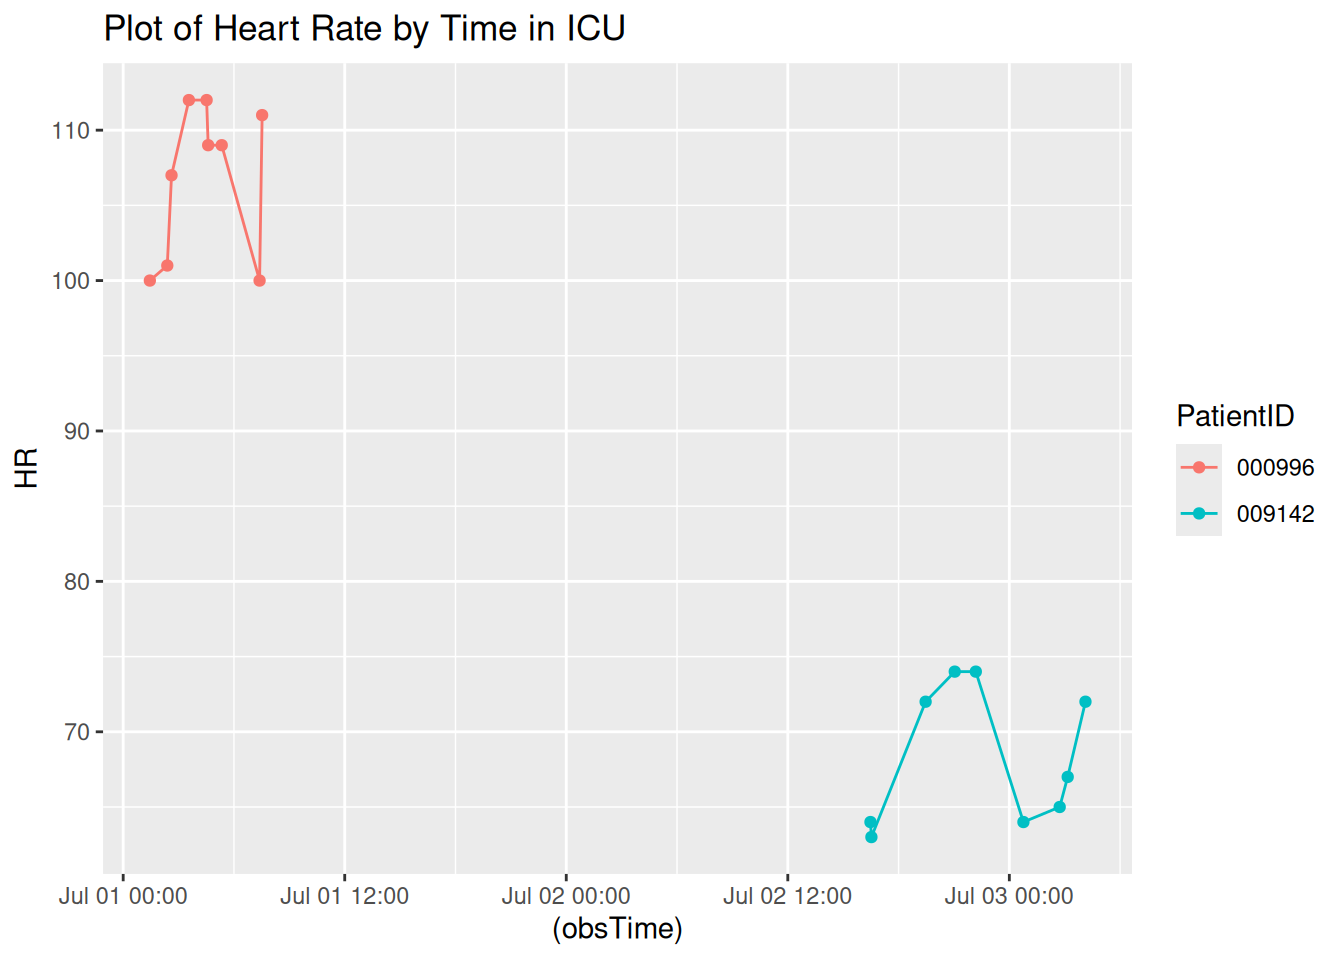 Plot of Heart Rate by Time in ICU
110
100
90
80
70
HR
Jul 01 00:00 Jul 01 12:00 Jul 02 00:00 Jul 02 12:00 Jul 03 00:00
(obsTime)
PatientID
000996
009142